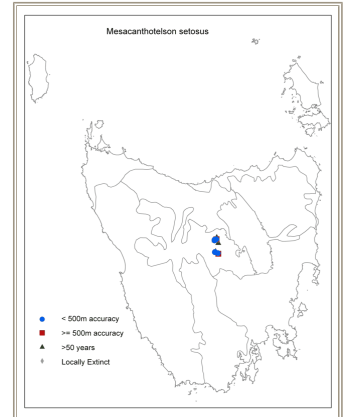 Mesacanthotelson setosus
< 500m accuracy
>= 500m accuracy
>50 years
Locally Extinct